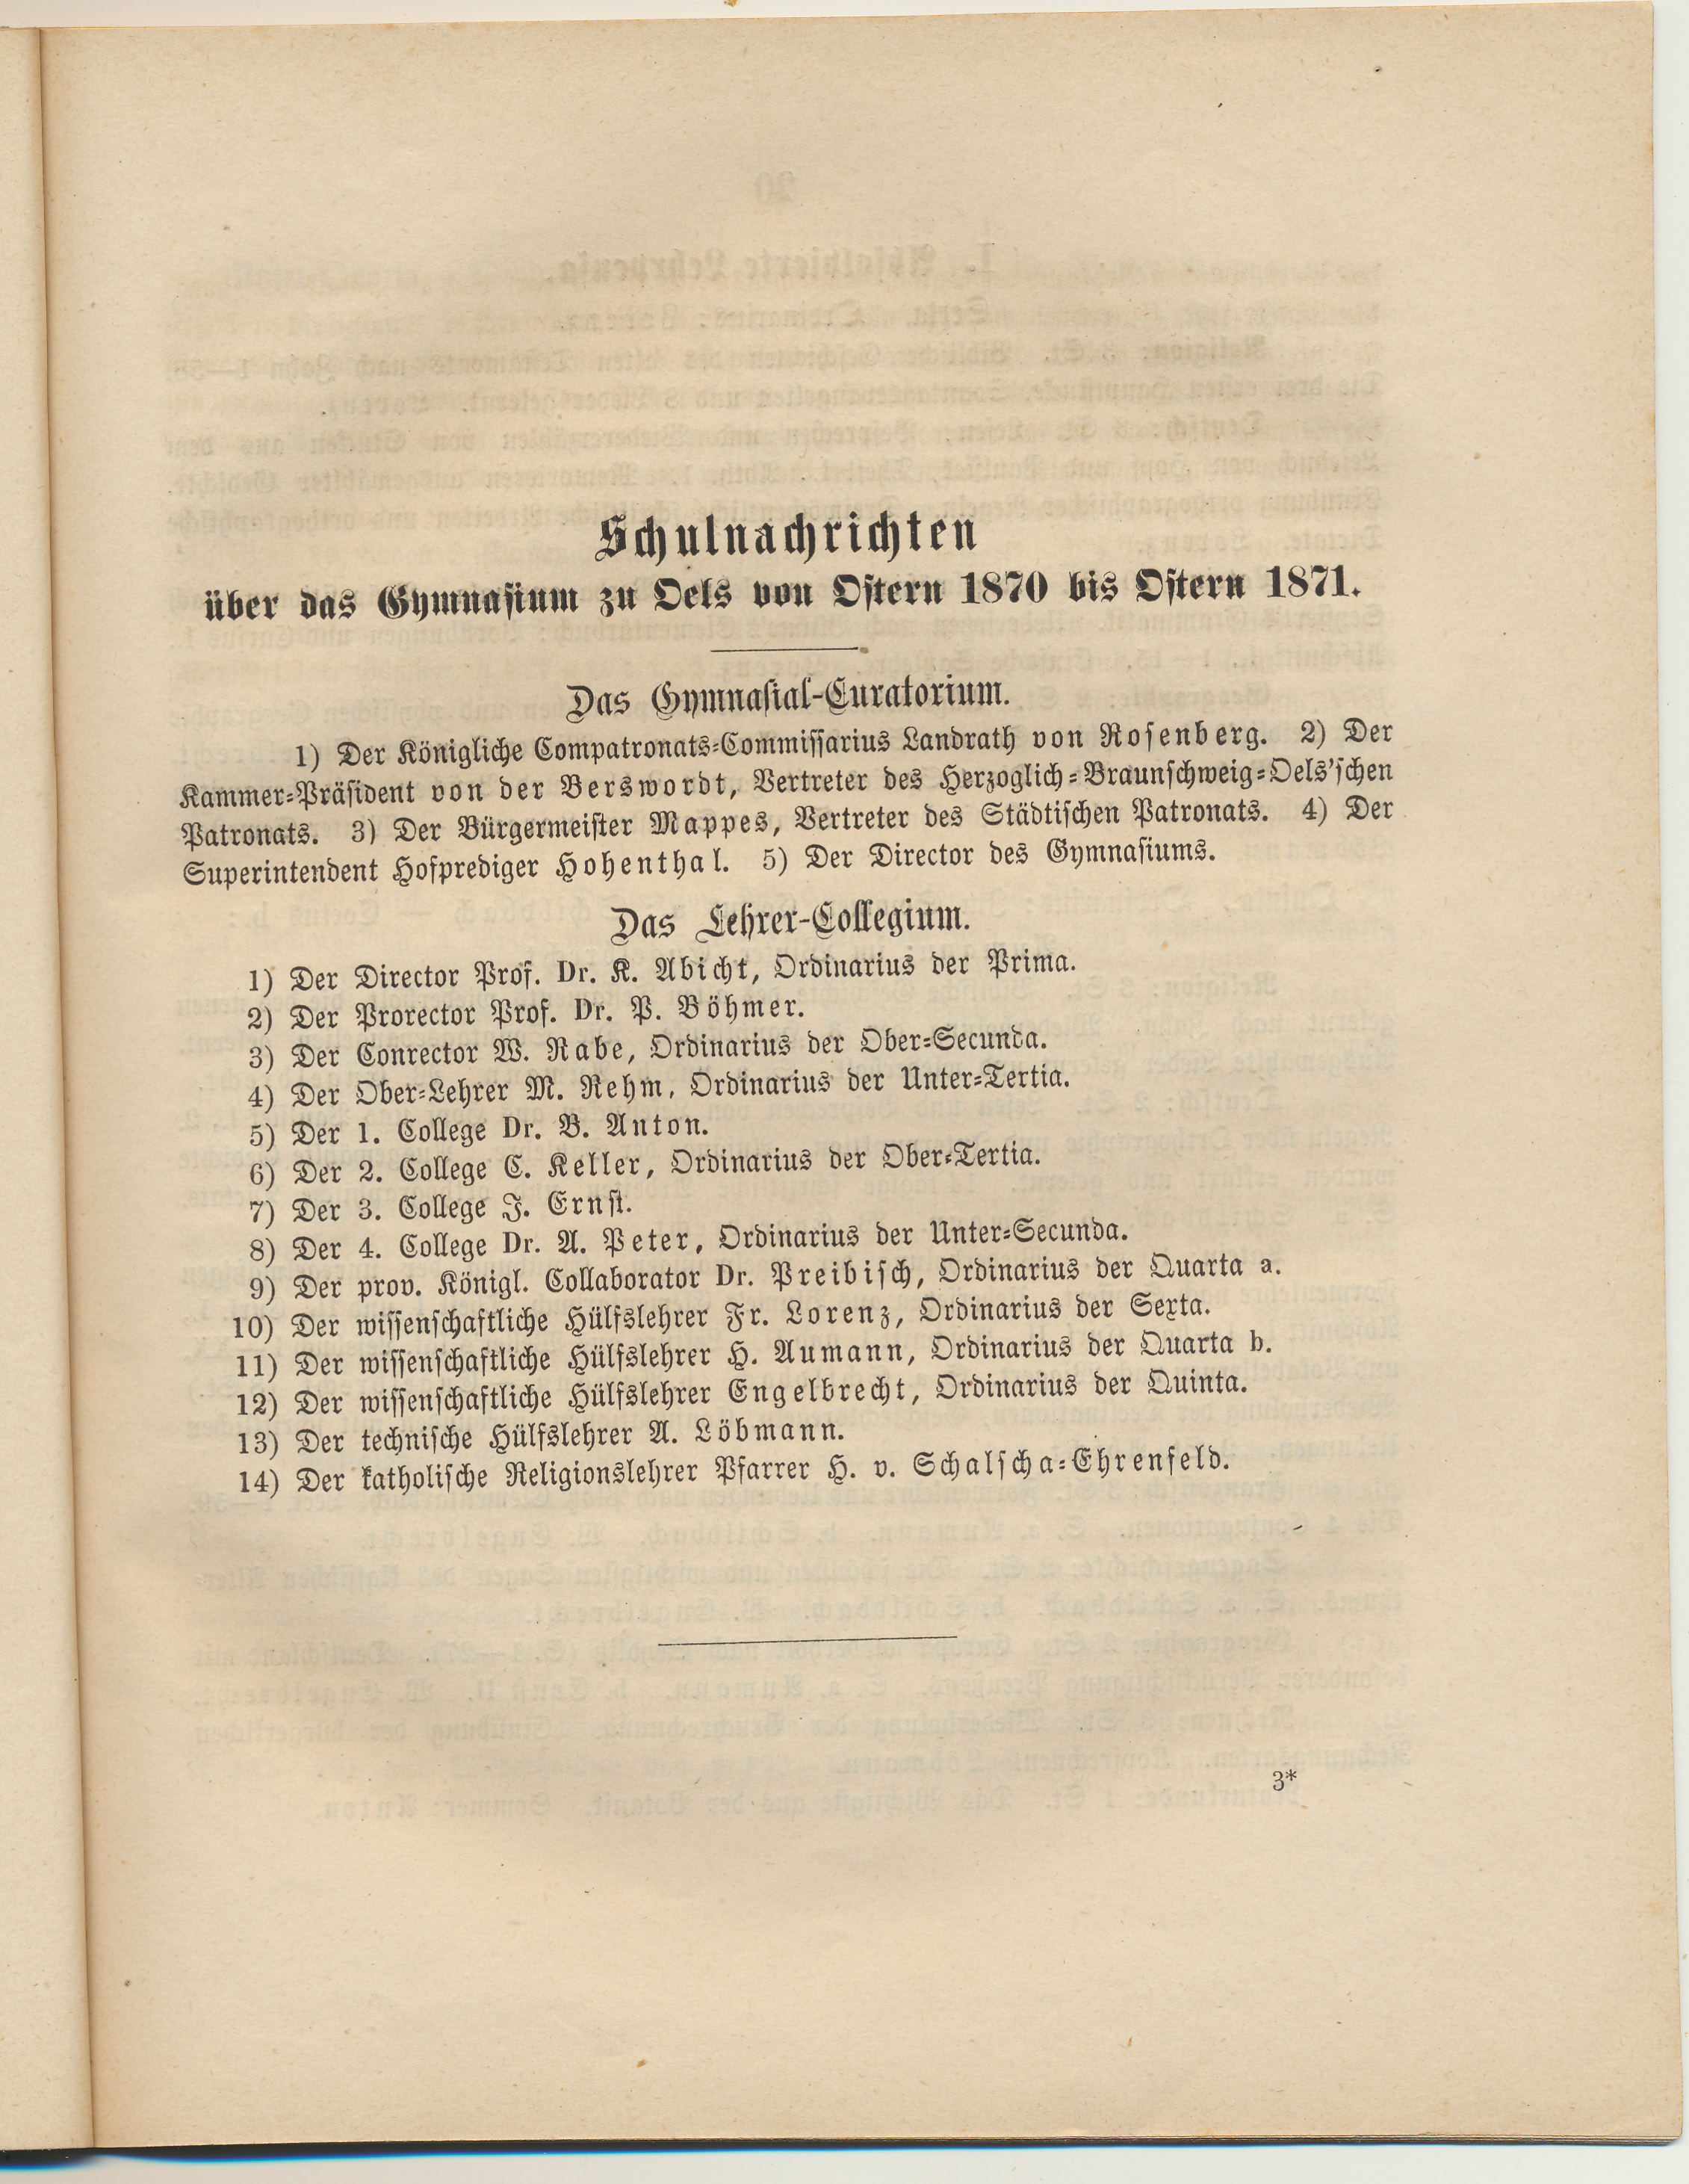 Schulnachrichten
über das Gymnasium zu Oels von Ostern 1870 bis Ostern 1871.
Das Gymnasial-Curatorium.
1) Der Königliche Compatronats-Commissarius Landrath von Rosenberg. 2) Der
Kammer-Präsident von der Berswordt, Vertreter des Herzoglich-Braunschweig-Oels'schen
Patronats. 3) Der Bürgermeister Mappes, Vertreter des Städtischen Patronats. 4) Der
Superintendent Hofprediger Hohenthal. 5) Der Director des Gymnasiums.
Das Lehrer-Collegium.
1) Der Director Prof. Dr. K. Abicht, Ordinarius der Prima.
2) Der Prorector Prof. Dr. P. Böhmer.
3) Der Conrector W. Rabe, Ordinarius der Ober-Secunda.
4) Der Ober-Lehrer M. Rehm, Ordinarius der Unter-Tertia.
5) Der 1. College Dr. B. Anton.
6) Der 2. College C. Keller, Ordinarius der Ober-Tertia.
7) Der 3. College J. Ernst.
8) Der 4. College Dr. A. Peter, Ordinarius der Unter-Secunda.
9) Der prov. Königl. Collaborator Dr. Preibisch, Ordinarius der Quarta a.
10) Der wissenschaftliche Hülfslehrer Fr. Lorenz, Ordinarius der Sexta.
11) Der wissenschaftliche Hülfslehrer H. Aumann, Ordinarius der Quarta b.
12) Der wissenschaftliche Hülfslehrer Engelbrecht, Ordinarius der Quinta.
13) Der technische Hülfslehrer A. Löbmann.
14) Der katholische Religionslehrer Pfarrer H. v. Schalscha-Ehrenfeld.
3*